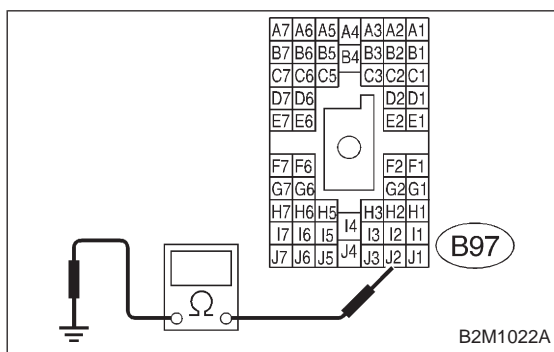 A7 A6 A5 A4 A3 A2 A1
B7 B6 B5 B4 B3 B2 B1
C7 C6 C5 C3 C2 C1
D7 D6 D2 D1
E7 E6 E2 E1
F7 F6 F2 F1
G7 G6 G2 G1
H7 H6 H5 I4 H3 H2 H1
I7 I6 I5 I3 I2 I1
J7 J6 J5 J4 J3 J2 J1
B97
Ω
B2M1022A